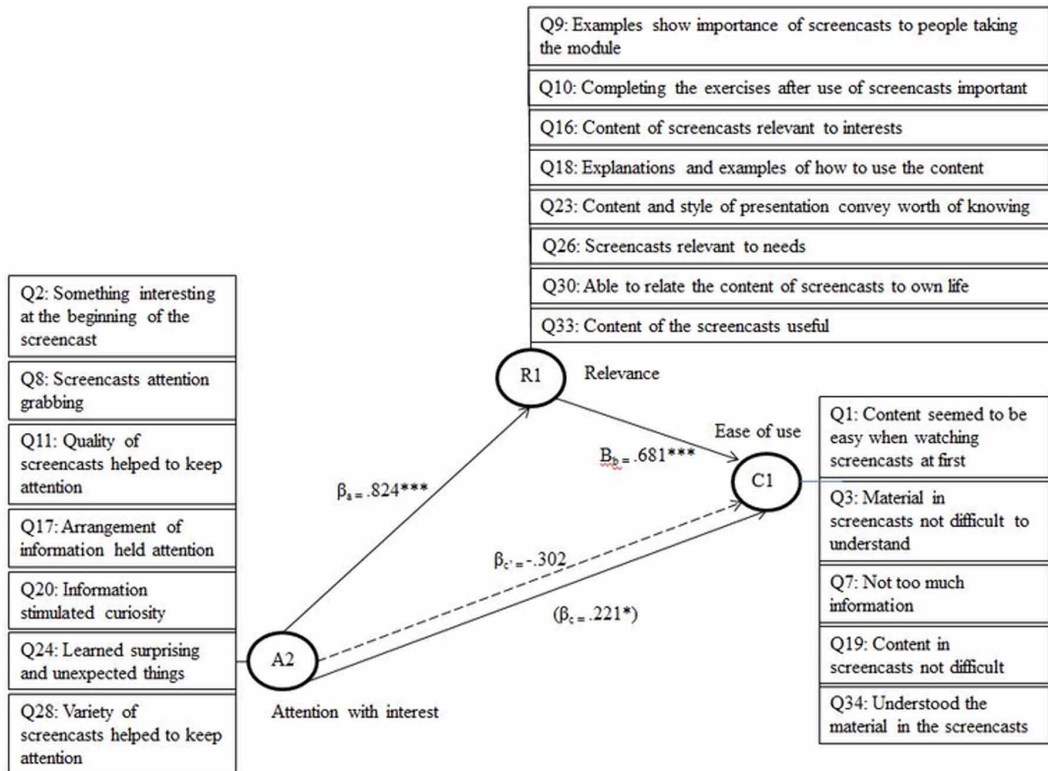 Q9: Examples show importance of screencasts to people taking
the module
Q10: Completing the exercises after use of screencasts important
Q16: Content of screencasts relevant to interests
Q18: Explanations and examples of how to use the content
Q23: Content and style of presentation convey worth of knowing
Q26: Screencasts relevant to needs
Q30: Able to relate the content of screencasts to own life
Q33: Content of the screencasts useful
R1
Relevance
Q2: Something interesting
at the beginning of the
screencast
Q8: Screencasts attention
grabbing
Q11: Quality of
screencasts helped to keep
attention
Q17: Arrangement of
information held attention
Q20: Information
stimulated curiosity
Q24: Learned surprising
and unexpected things
Q28: Variety of
screencasts helped to keep
attention
A2
Attention with interest
βa = .824***
Bb = .681***
βc' = -.302
(βc = .221*)
Ease of use
C1
Q1: Content seemed to be
easy when watching
screencasts at first
Q3: Material in
screencasts not difficult to
understand
Q7: Not too much
information
Q19: Content in
screencasts not difficult
Q34: Understood the
material in the screencasts